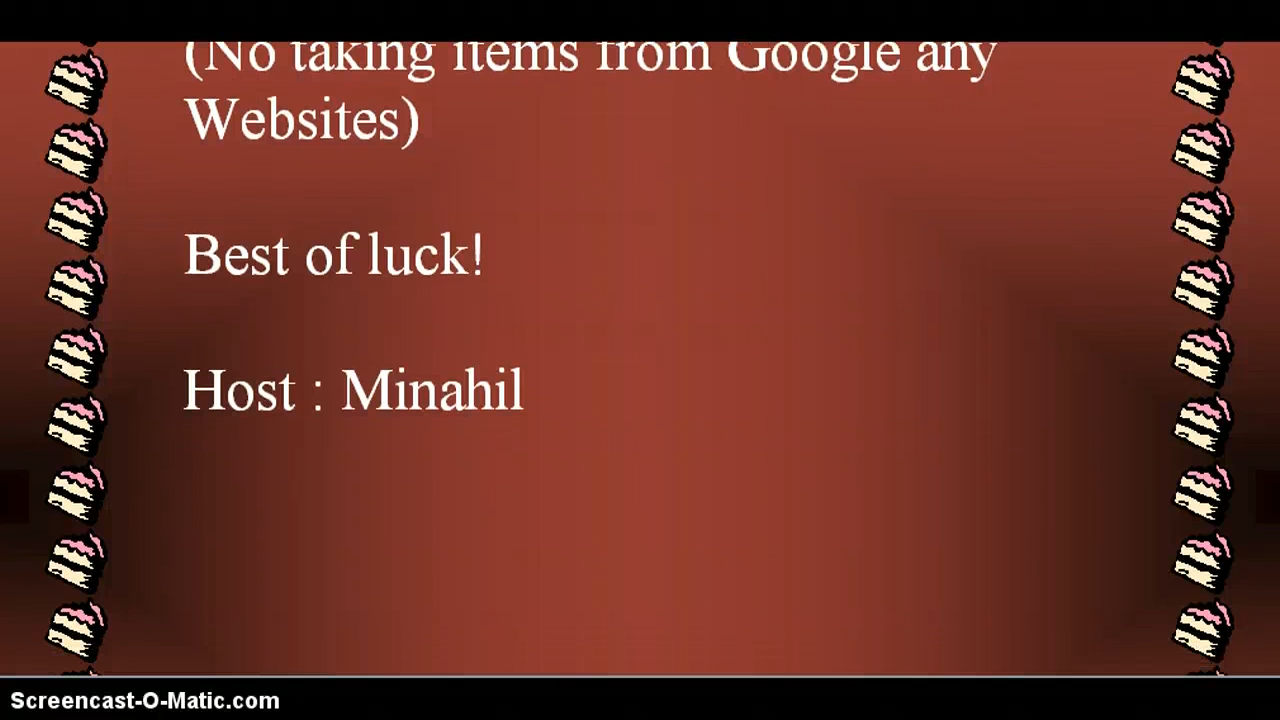 (No taking items from Google any
Websites)
Best of luck!
Host : Minahil
Screencast-O-Matic.com